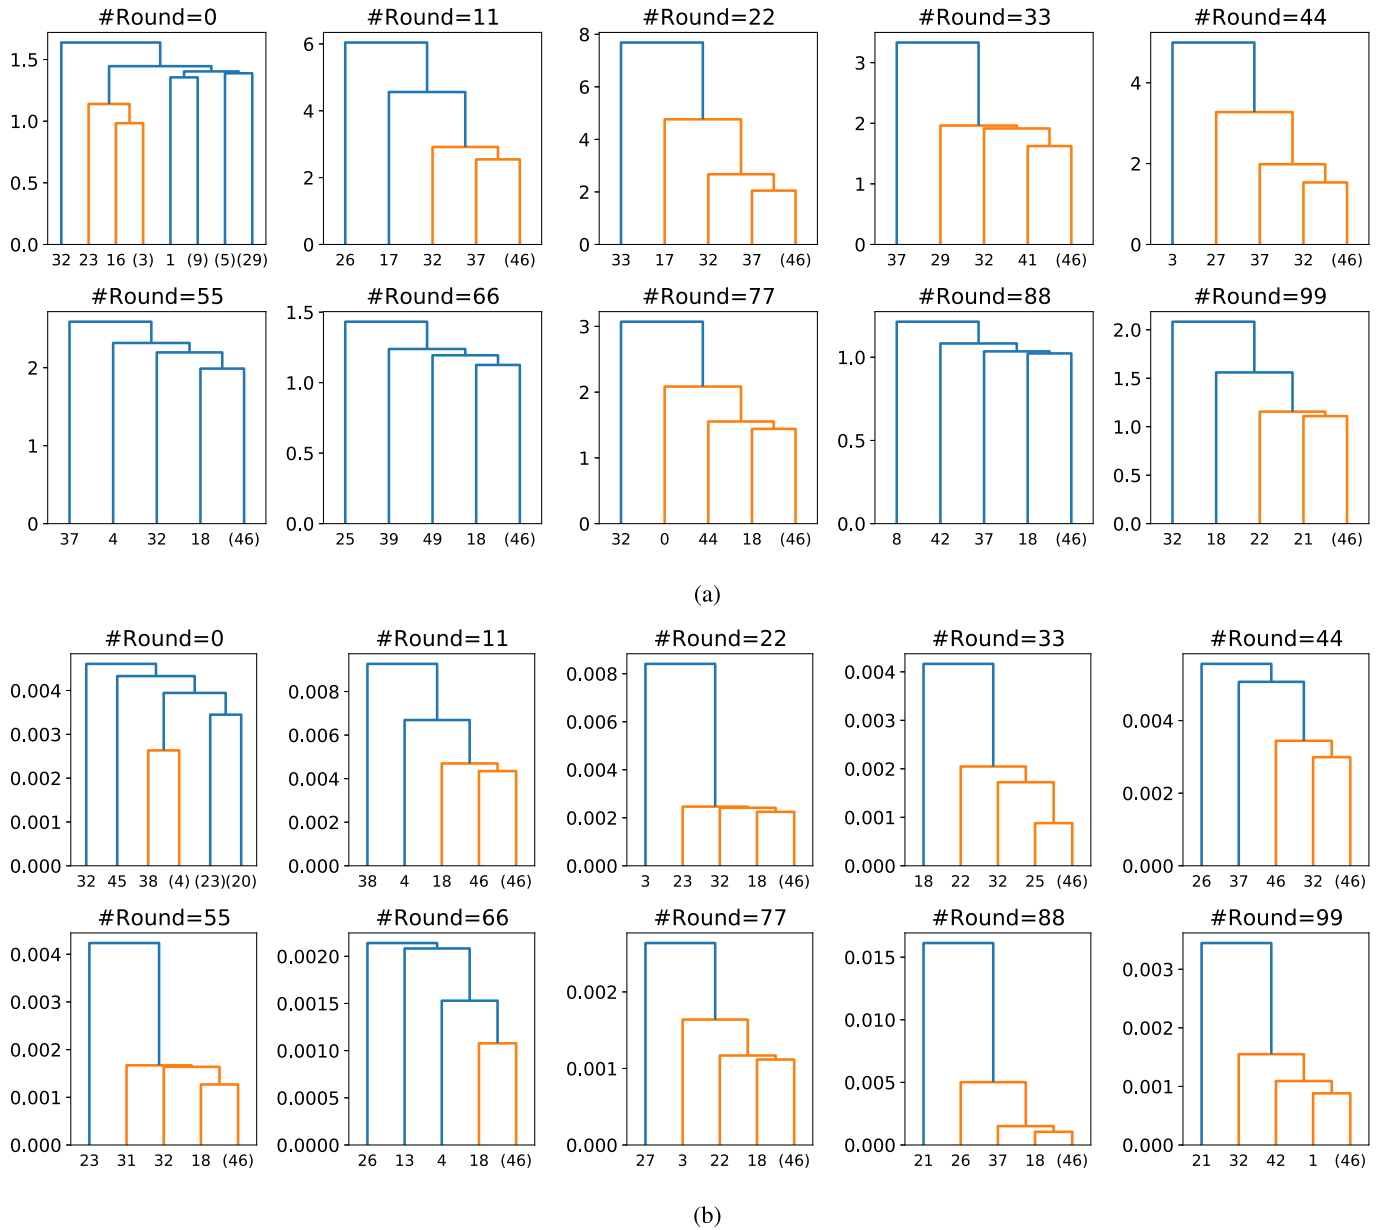 #Round=0 #Round=11 #Round=22 #Round=33 #Round=44
1.5 6 8 3 4
1.0 4 6 2 2
0.5 2 4 1 0
0.0 0 2 0
0
32 23 16 (3) 1 (9) (5)(29) 26 17 32 37 (46) 33 17 32 37 (46) 37 29 32 41 (46) 3 27 37 32 (46)
#Round=55 #Round=66 #Round=77 #Round=88 #Round=99
2 1.5 3 1.0 2.0
1 1.0 2 0.5 1.5
0 0.5 1 0.0 1.0
0.0 0 0.5
0.0
37 4 32 18 (46) 25 39 49 18 (46) 32 0 44 18 (46) 8 42 37 18 (46) 32 18 22 21 (46)
(a)
#Round=0 #Round=11 #Round=22 #Round=33 #Round=44
0.004 0.008 0.008 0.004 0.004
0.003 0.006 0.006 0.003 0.002
0.002 0.004 0.004 0.002 0.000
0.001 0.002 0.002 0.001
0.000 0.000 0.000 0.000
32 45 38 (4) (23)(20) 38 4 18 46 (46) 3 23 32 18 (46) 18 22 32 25 (46) 26 37 46 32 (46)
#Round=55 #Round=66 #Round=77 #Round=88 #Round=99
0.004 0.0020 0.002 0.015 0.003
0.003 0.0015 0.001 0.010 0.002
0.002 0.0010 0.000 0.005 0.001
0.001 0.0005 0.000 0.000
0.000 0.0000
23 31 32 18 (46) 26 13 4 18 (46) 27 3 22 18 (46) 21 26 37 18 (46) 21 32 42 1 (46)
(b)